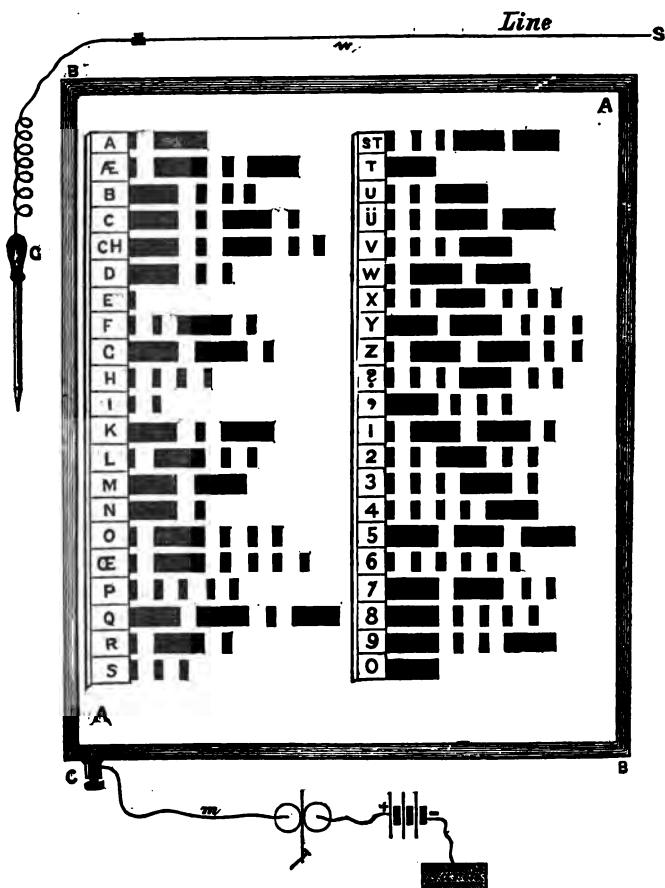 Line
S
w
B
A
G
A
Æ
B
C
CH
D
E
F
G
H
I
K
L
M
N
O
Œ
P
Q
R
S
ST
T
U
Ü
V
W
X
Y
Z
?
,
1
2
3
4
5
6
7
8
9
0
A
C
B
m
+ -